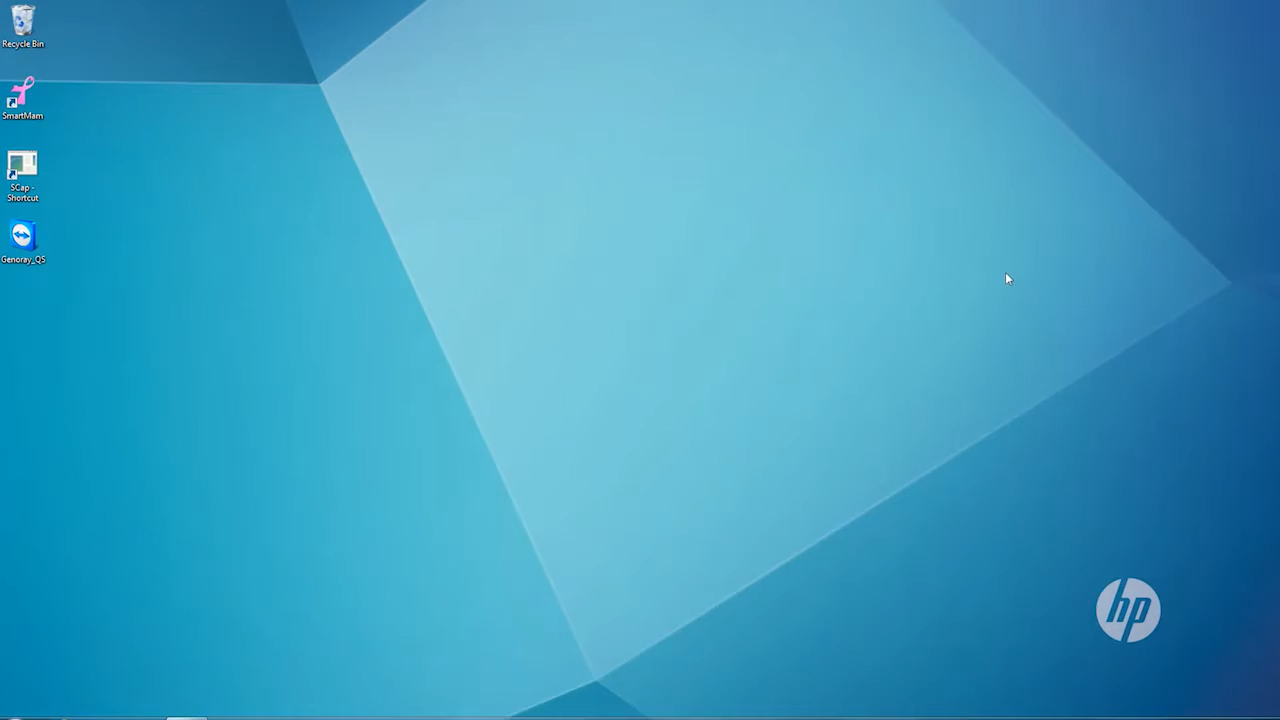 Recycle Bin
SmartMam
SCap -
Shortcut
Genoray_QS
hp